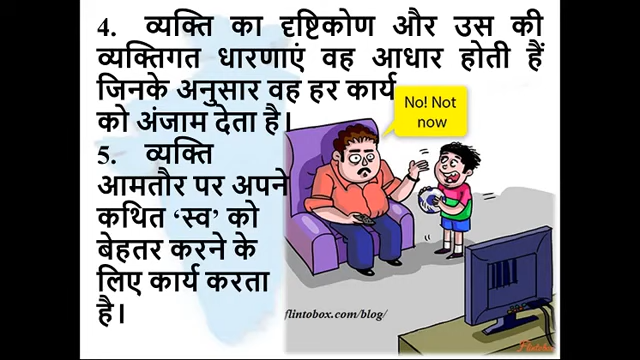 4. व्यक्ति का दृष्टिकोण और उस की
व्यक्तिगत धारणाएं वह आधार होती हैं
जिनके अनुसार वह हर कार्य
को अंजाम देता है।
No! Not
now
5. व्यक्ति
आमतौर पर अपने
कथित ‘स्व’ को
बेहतर करने के
लिए कार्य करता
है।
flintobox.com/blog/
Flintobox